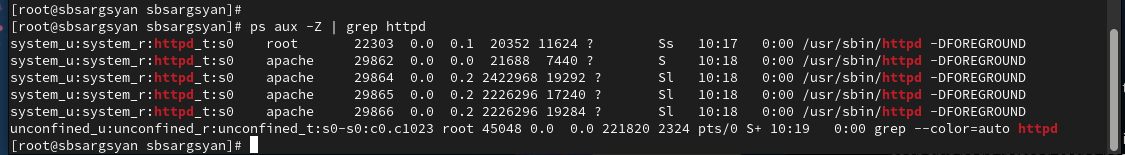 [root@sbsargsyan sbsargsyan]#
[root@sbsargsyan sbsargsyan]# ps aux -Z | grep httpd
system_u:system_r:httpd_t:s0    root       22303  0.0  0.1  20352 11624 ?        Ss   10:17   0:00 /usr/sbin/httpd -DFOREGROUND
system_u:system_r:httpd_t:s0    apache     29862  0.0  0.0  21688  7440 ?        S    10:18   0:00 /usr/sbin/httpd -DFOREGROUND
system_u:system_r:httpd_t:s0    apache     29864  0.0  0.2 2422968 19292 ?       Sl   10:18   0:00 /usr/sbin/httpd -DFOREGROUND
system_u:system_r:httpd_t:s0    apache     29865  0.0  0.2 2226296 17240 ?       Sl   10:18   0:00 /usr/sbin/httpd -DFOREGROUND
system_u:system_r:httpd_t:s0    apache     29866  0.0  0.2 2226296 19284 ?       Sl   10:18   0:00 /usr/sbin/httpd -DFOREGROUND
unconfined_u:unconfined_r:unconfined_t:s0-s0:c0.c1023 root 45048 0.0  0.0 221820 2324 pts/0 S+ 10:19   0:00 grep --color=auto httpd
[root@sbsargsyan sbsargsyan]#